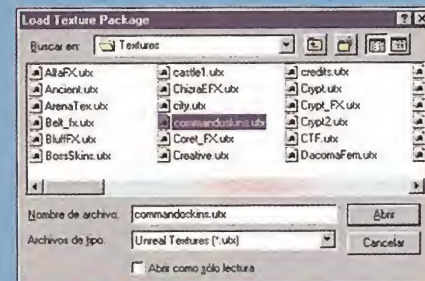 Load Texture Package
Buscar en: Textures
AlfaFX.utx
Ancient.utx
ArenaTex.utx
Belt_fx.utx
BluffFX.utx
BossSkins.utx
castle1.utx
ChizraEFX.utx
city.utx
commandoskins.utx
Coret_FX.utx
Creative.utx
credits.utx
Crypt.utx
Crypt_FX.utx
Crypt2.utx
CTF.utx
DacomaFem.utx
Nombre de archivo: commandoskins.utx Abrir
Archivos de tipo: Unreal Textures (*.utx) Cancelar
Abrir como sólo lectura